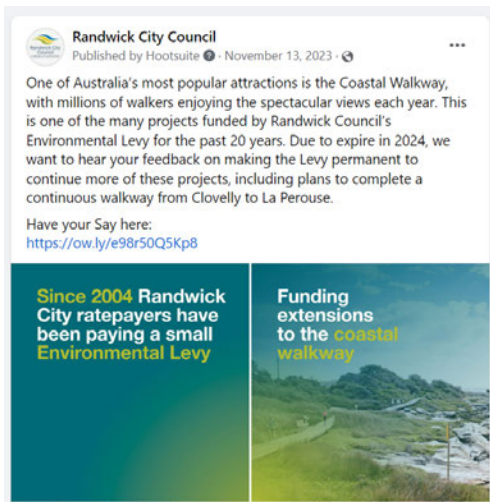 Randwick City Council
Randwick City
Council
Published by Hootsuite · November 13, 2023 ·
One of Australia's most popular attractions is the Coastal Walkway,
with millions of walkers enjoying the spectacular views each year. This
is one of the many projects funded by Randwick Council's
Environmental Levy for the past 20 years. Due to expire in 2024, we
want to hear your feedback on making the Levy permanent to
continue more of these projects, including plans to complete a
continuous walkway from Clovelly to La Perouse.
Have your Say here:
https://ow.ly/e98r50Q5Kp8
Since 2004 Randwick
City ratepayers have
been paying a small
Environmental Levy
Funding
extensions
to the coastal
walkway